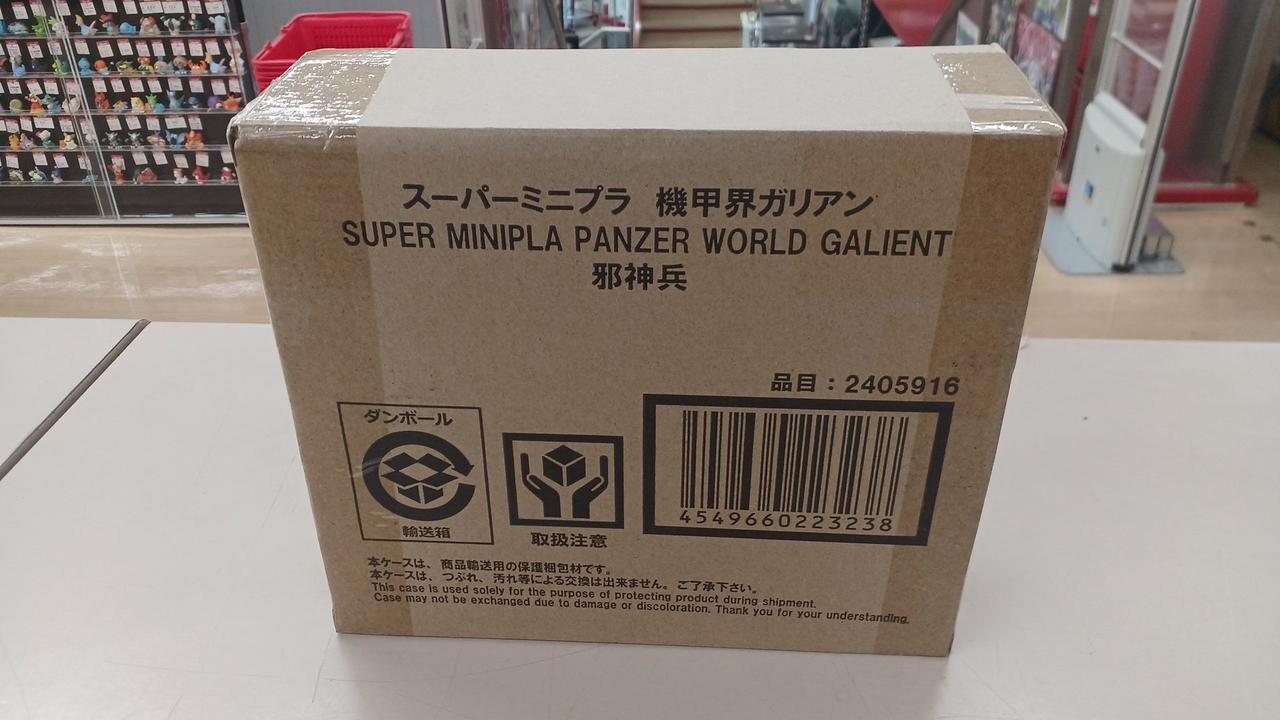 スーパーミニプラ 機甲界ガリアン
SUPER MINIPLA PANZER WORLD GALIENT
邪神兵
品目：2405916
ダンボール
輸送箱
取扱注意
4549660223238
本ケースは、商品輸送用の保護梱包材です。
本ケースは、つぶれ、汚れ等による交換は出来ません。ご了承下さい。
This case is used solely for the purpose of protecting product during shipment.
Case may not be exchanged due to damage or discoloration. Thank you for your understanding.